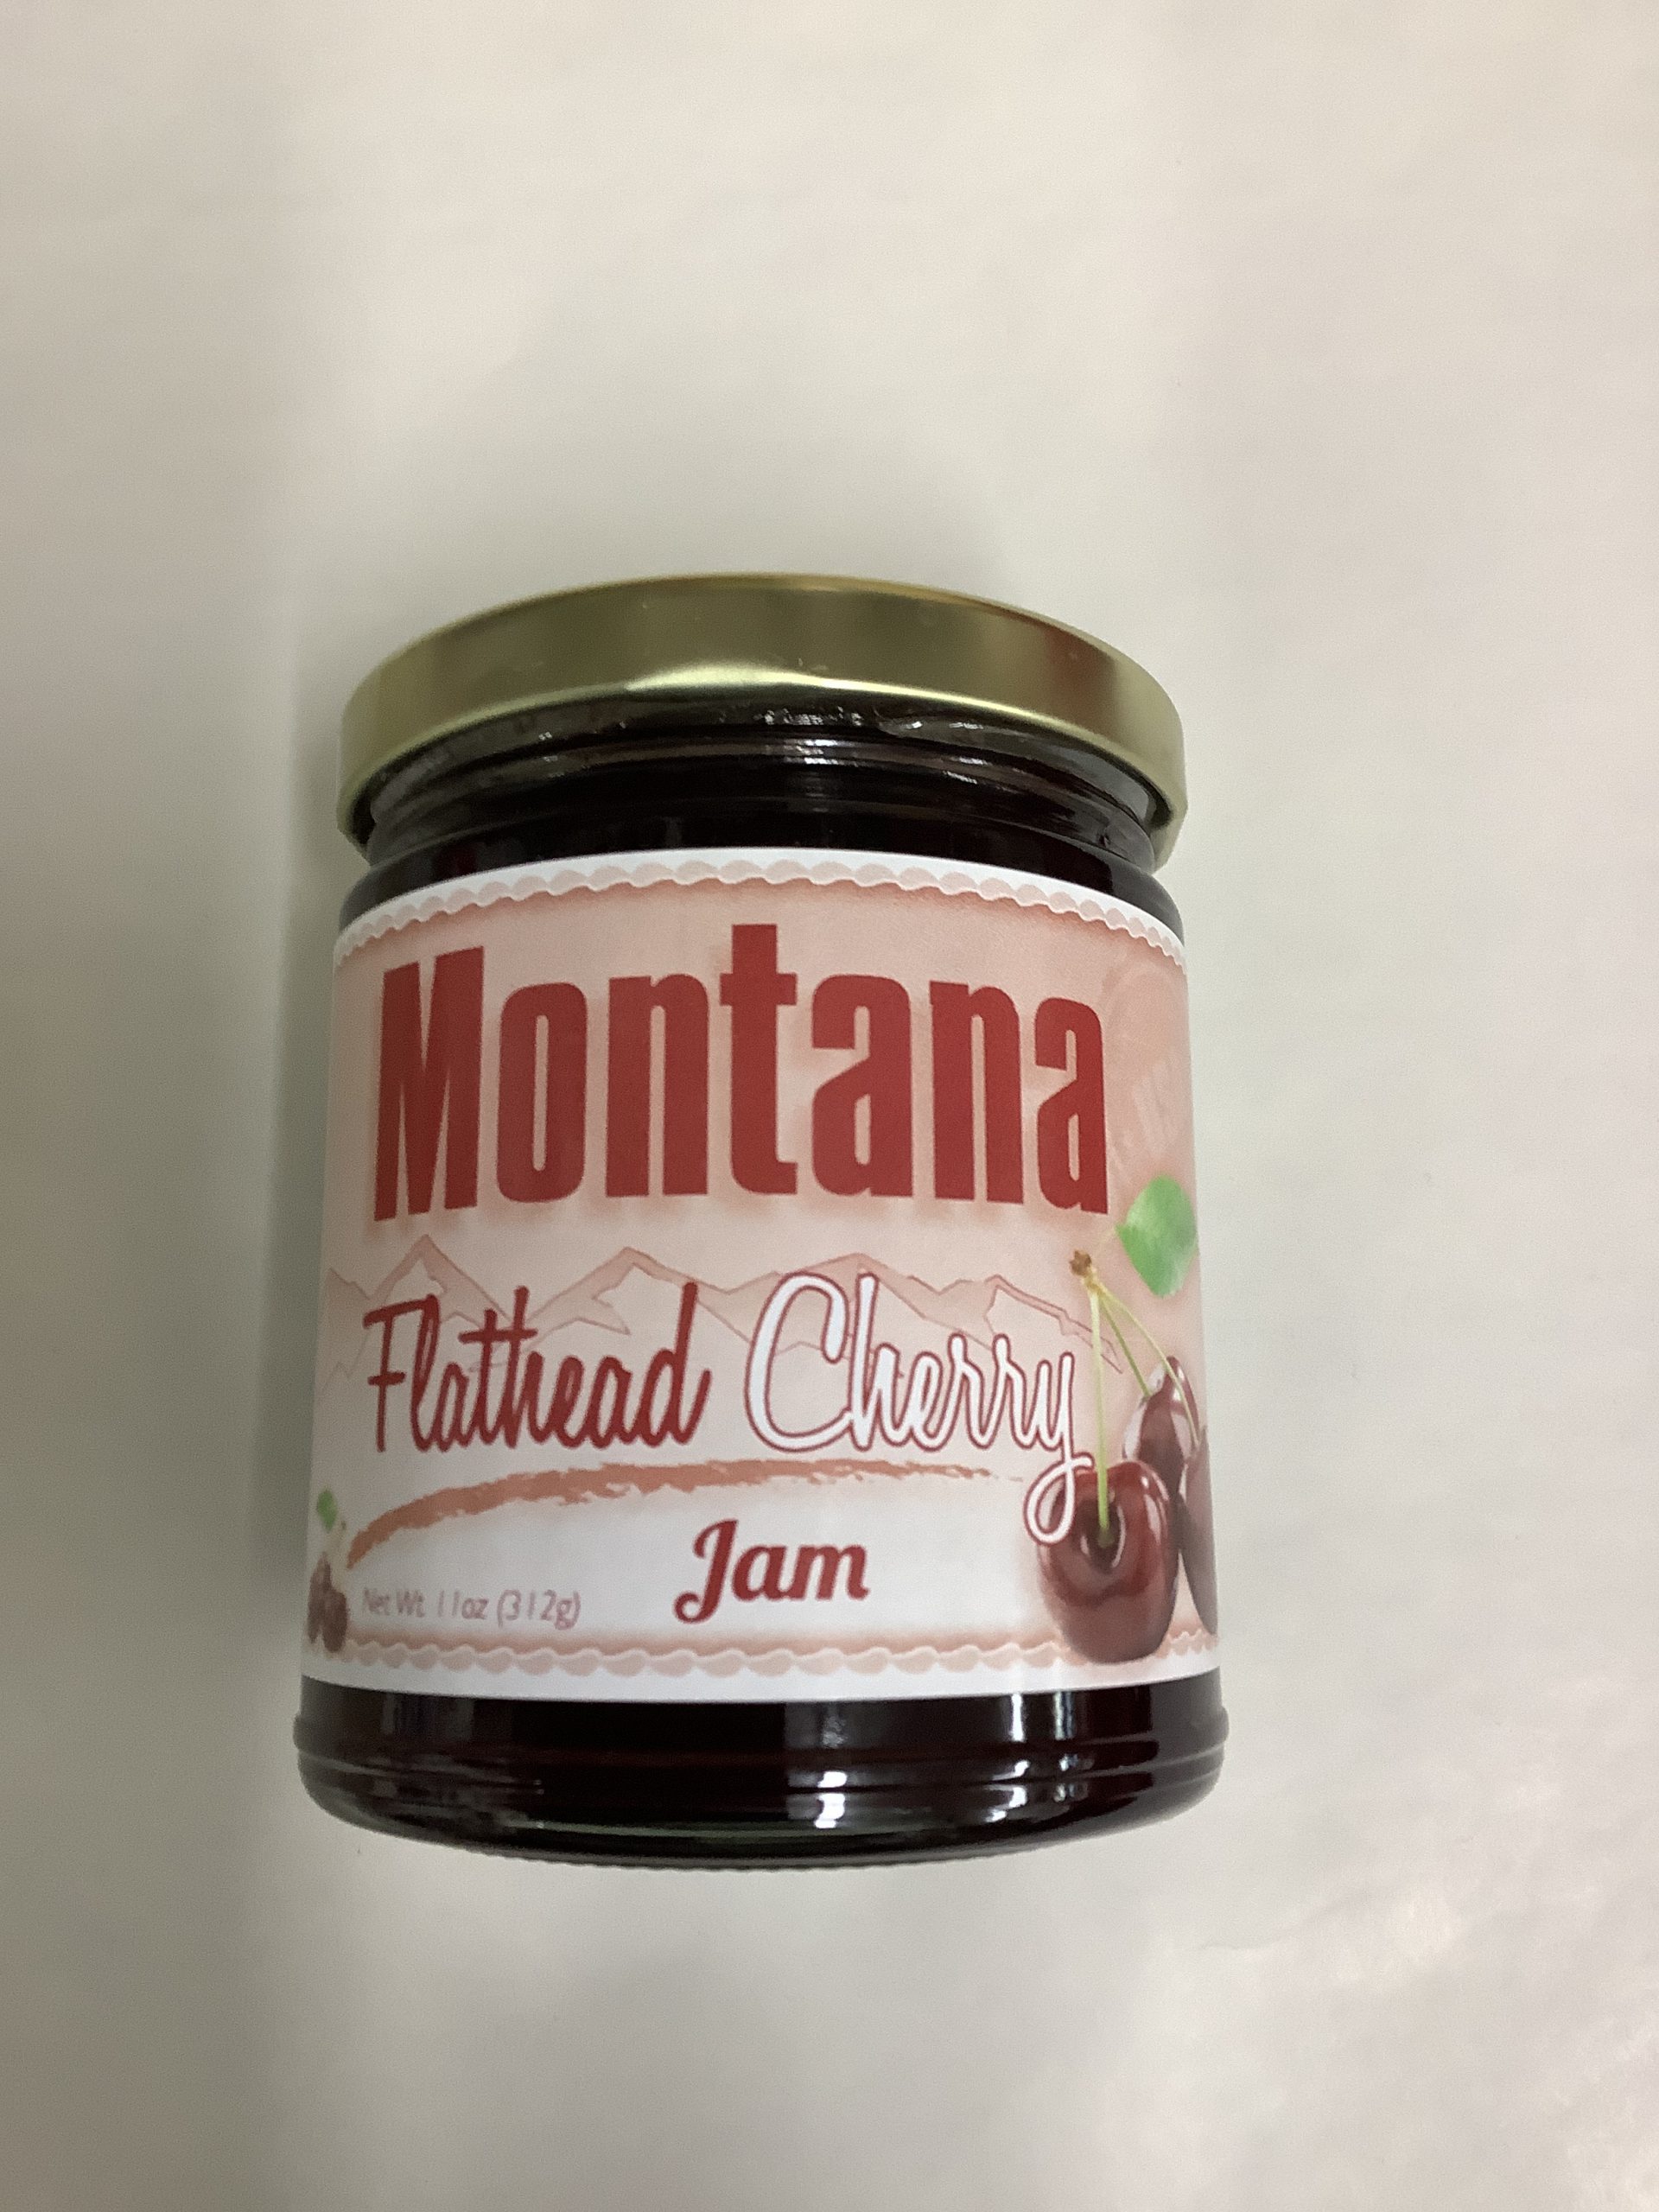 Montana
Flathead Cherry
Jam
Net Wt. 11oz (312g)